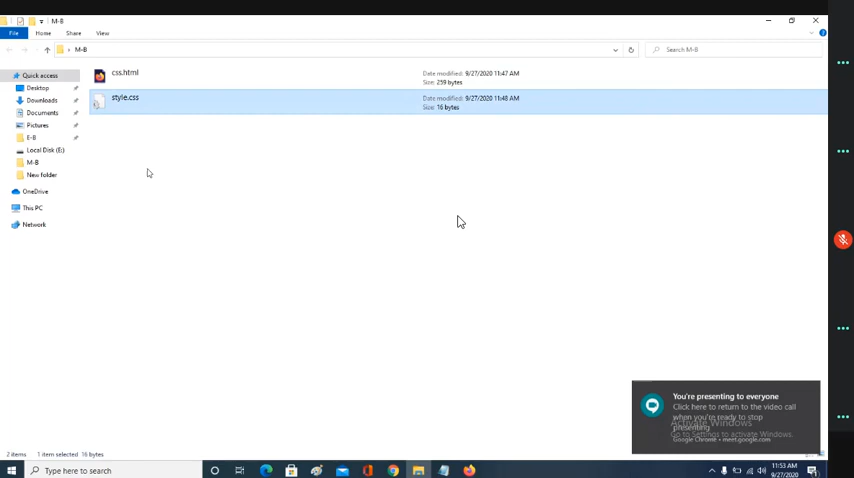 M-B
File
Home
Share
View
M-B
Search M-B
Quick access
Desktop
Downloads
Documents
Pictures
E-B
Local Disk (E:)
M-B
New folder
OneDrive
This PC
Network
css.html
Date modified: 9/27/2020 11:47 AM
Size: 259 bytes
style.css
Date modified: 9/27/2020 11:48 AM
Size: 16 bytes
You're presenting to everyone
Click here to return to the video call
when you're ready to stop
presenting
Google Chrome • meet.google.com
Activate Windows
Go to Settings to activate Windows.
2 items
1 item selected 16 bytes
Type here to search
11:53 AM
9/27/2020